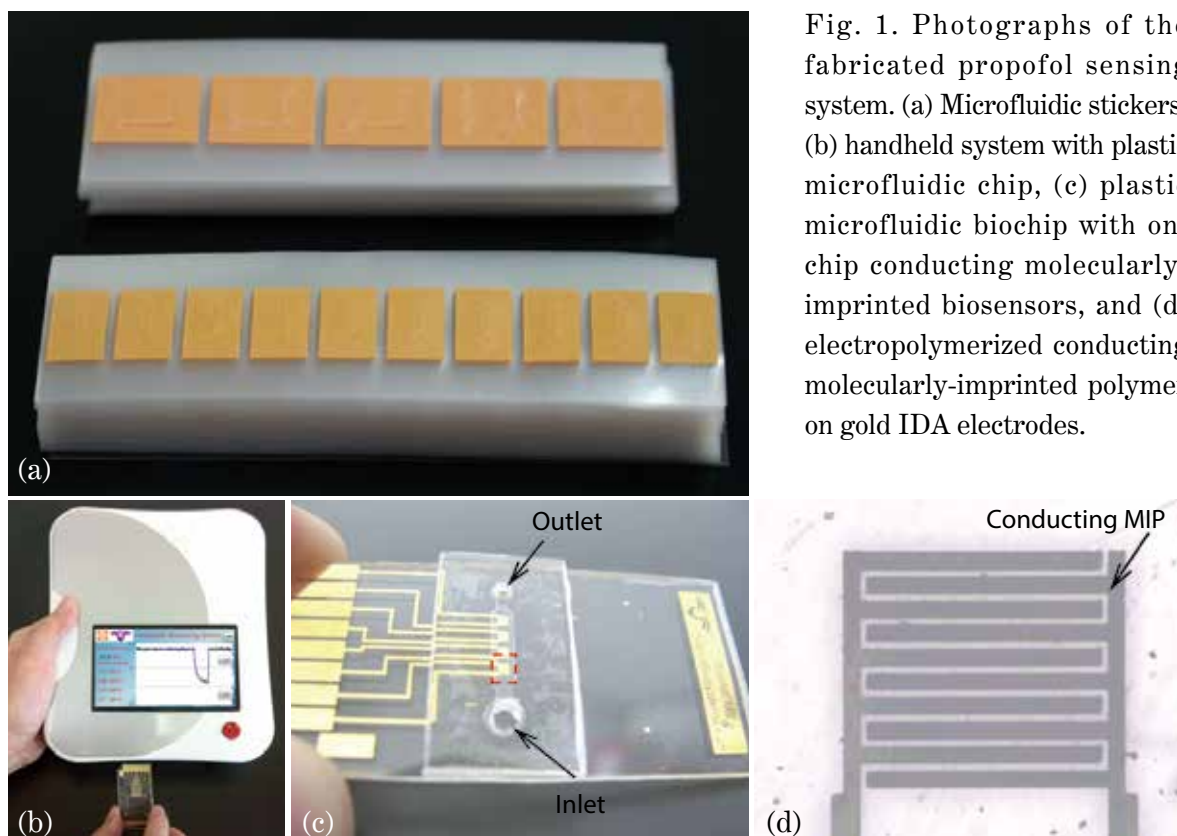 Fig. 1. Photographs of the
fabricated propofol sensing
system. (a) Microfluidic stickers
(b) handheld system with plasti
microfluidic chip, (c) plastic
microfluidic biochip with on
chip conducting molecularly
imprinted biosensors, and (d
electropolymerized conducting
molecularly-imprinted polyme
on gold IDA electrodes.
(a)
(b)
Outlet
Inlet
(c)
Conducting MIP
(d)